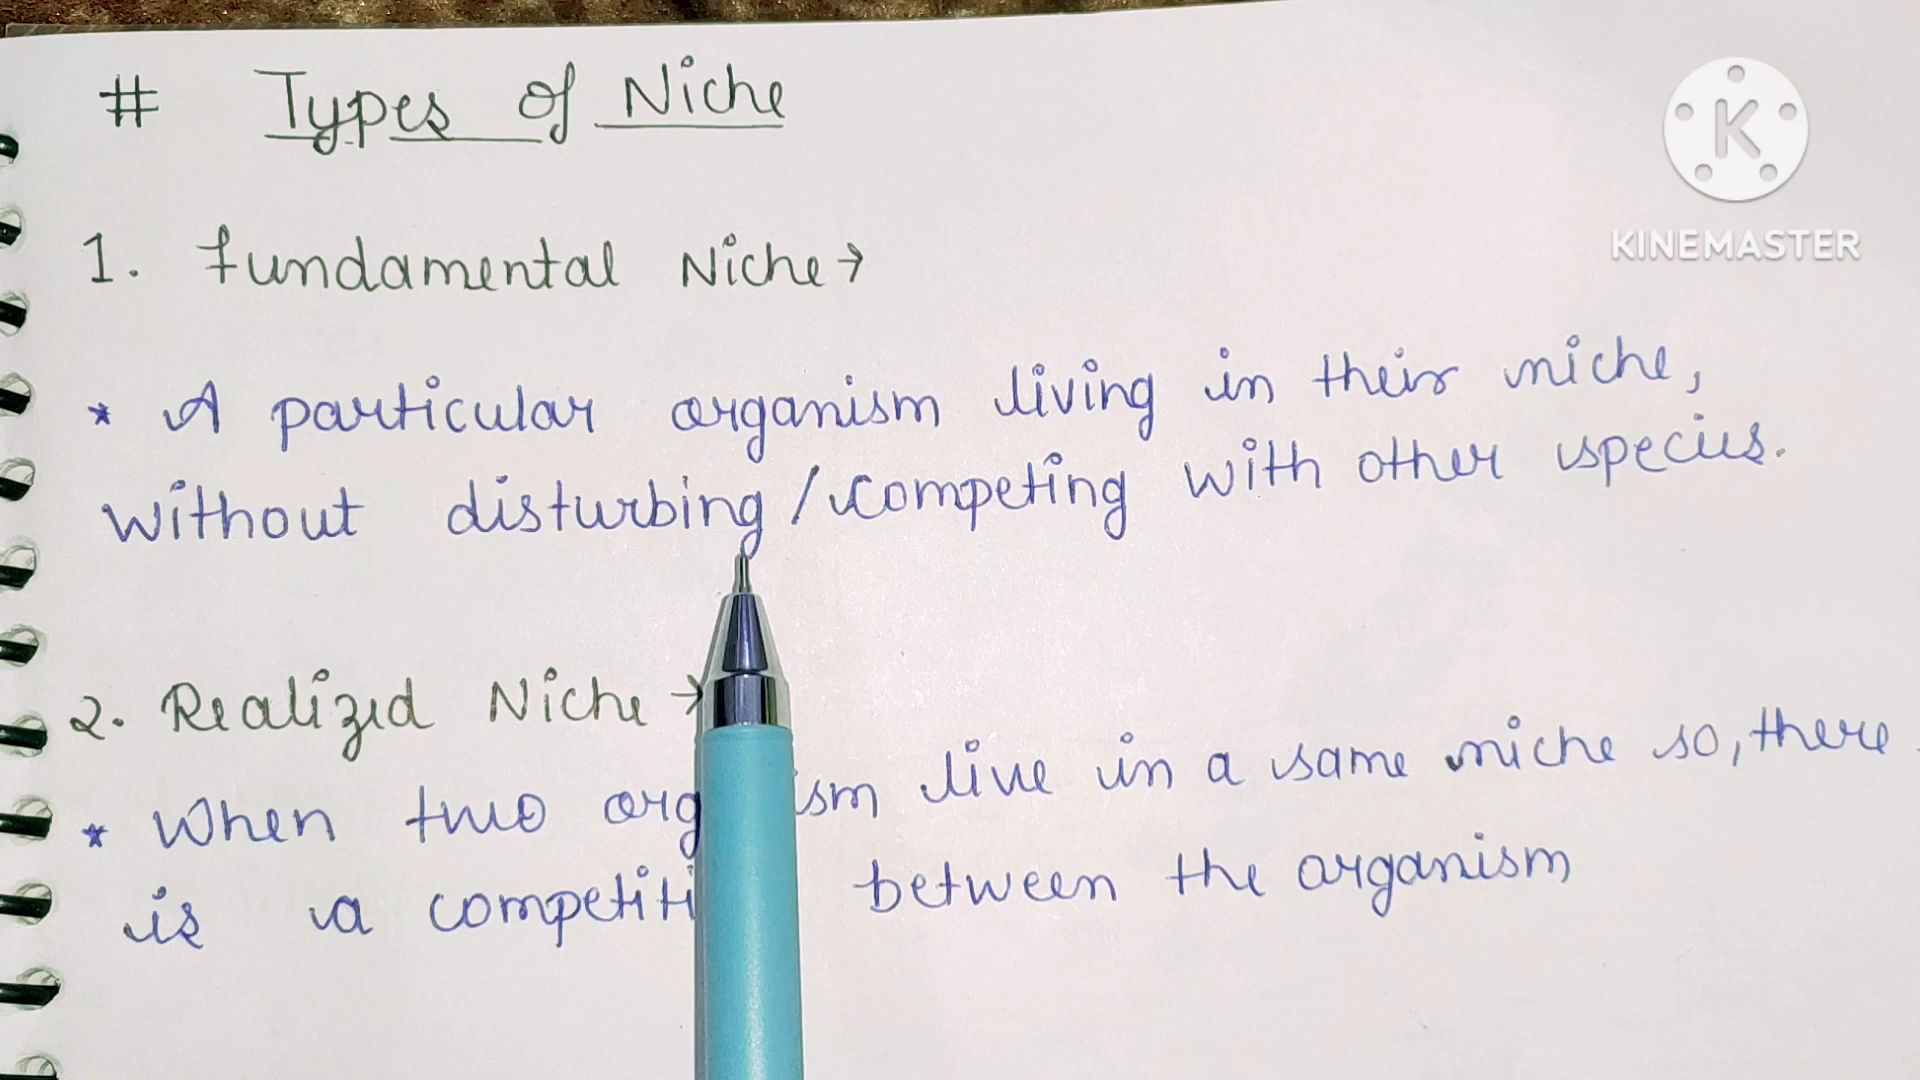 # Types of Niche
K
KINEMASTER
1. Fundamental Niche →
* A particular organism living in their niche,
without disturbing / competing with other species.
2. Realized Niche →
* When two live in a same niche so, there
is a between the organism